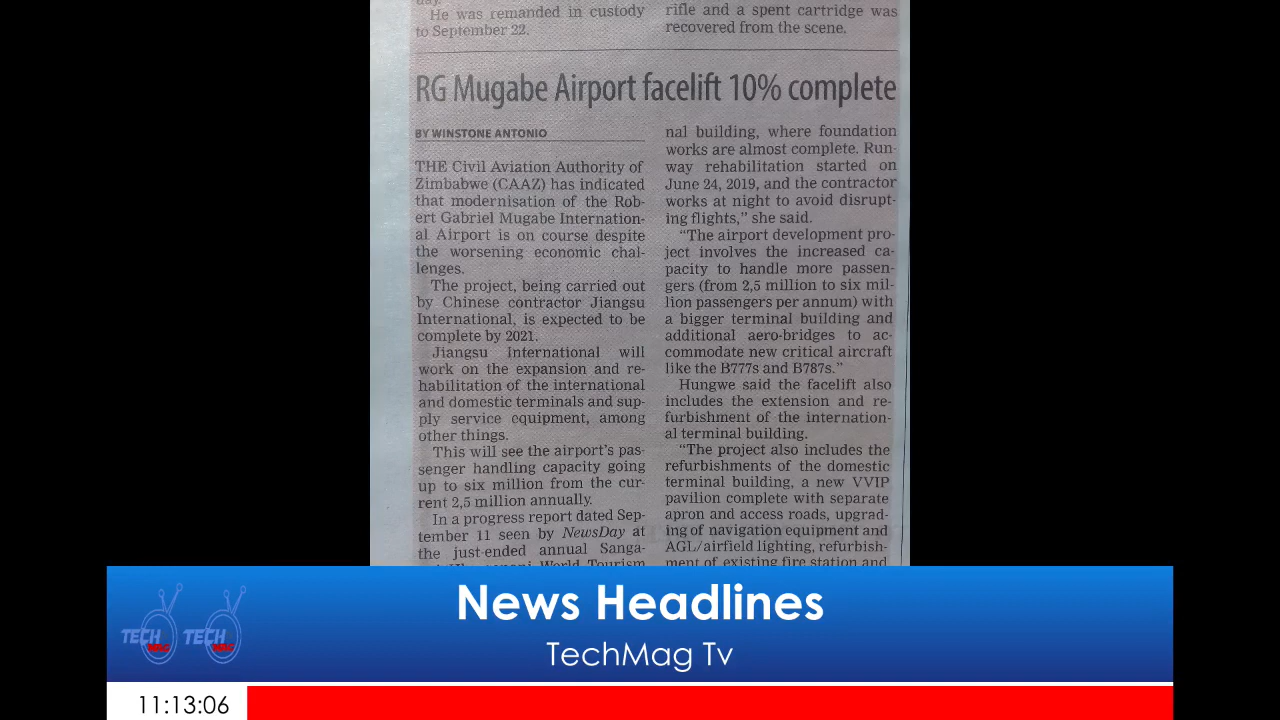 He was remanded in custody
to September 22.
rifle and a spent cartridge was
recovered from the scene.
RG Mugabe Airport facelift 10% complete
BY WINSTONE ANTONIO
THE Civil Aviation Authority of
Zimbabwe (CAAZ) has indicated
that modernisation of the Rob-
ert Gabriel Mugabe Internation-
al Airport is on course despite
the worsening economic chal-
lenges.
The project, being carried out
by Chinese contractor Jiangsu
International, is expected to be
complete by 2021.
Jiangsu International will
work on the expansion and re-
habilitation of the international
and domestic terminals and sup-
ply service equipment, among
other things.
This will see the airport's pas-
senger handling capacity going
up to six million from the cur-
rent 2,5 million annually.
In a progress report dated Sep-
tember 11 seen by NewsDay at
the just-ended annual Sanga-
World Tourism
nal building, where foundation
works are almost complete. Run-
way rehabilitation started on
June 24, 2019, and the contractor
works at night to avoid disrupt-
ing flights," she said.
"The airport development pro-
ject involves the increased ca-
pacity to handle more passen-
gers (from 2,5 million to six mil-
lion passengers per annum) with
a bigger terminal building and
additional aero-bridges to ac-
commodate new critical aircraft
like the B777s and B787s."
Hungwe said the facelift also
includes the extension and re-
furbishment of the internation-
al terminal building.
"The project also includes the
refurbishments of the domestic
terminal building, a new VVIP
pavilion complete with separate
apron and access roads, upgrad-
ing of navigation equipment and
AGL/airfield lighting, refurbish-
ment of existing fire station and
News Headlines
TechMag Tv
TECH MAG TECH MAG
11:13:06